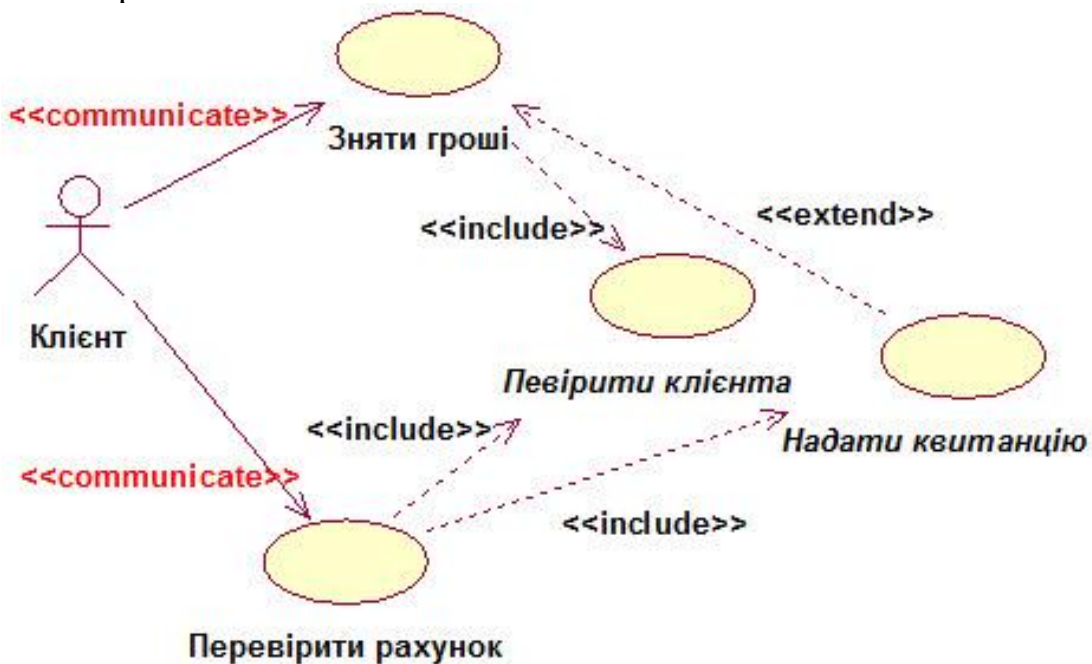 <<communicate>>
Зняти гроші
<<include>>
<<extend>>
Клієнт
Певірити клієнта
<<include>>
Надати квитанцію
<<communicate>>
<<include>>
Перевірити рахунок